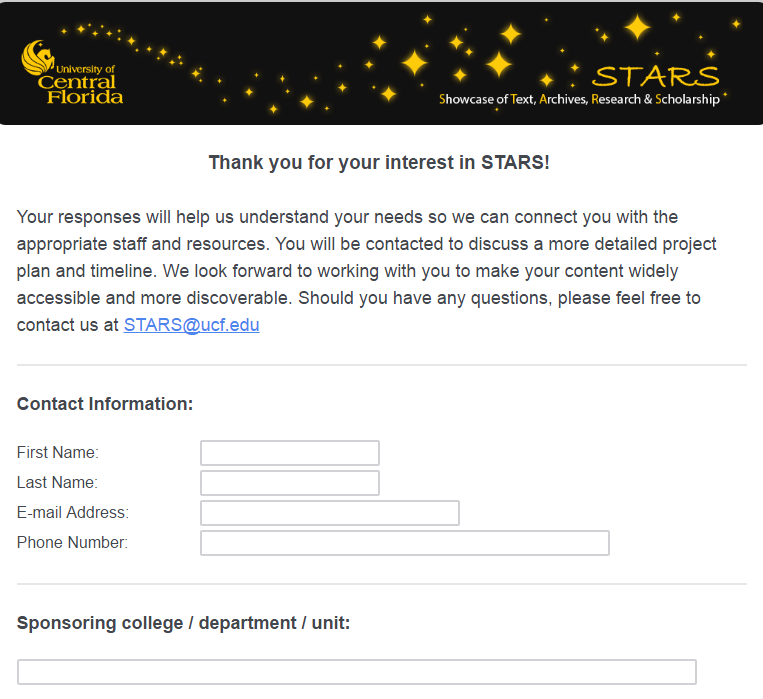 University of
Central
Florida
STARS
Showcase of Text, Archives, Research & Scholarship
Thank you for your interest in STARS!
Your responses will help us understand your needs so we can connect you with the
appropriate staff and resources. You will be contacted to discuss a more detailed project
plan and timeline. We look forward to working with you to make your content widely
accessible and more discoverable. Should you have any questions, please feel free to
contact us at STARS@ucf.edu
Contact Information:
First Name:
Last Name:
E-mail Address:
Phone Number:
Sponsoring college / department / unit: